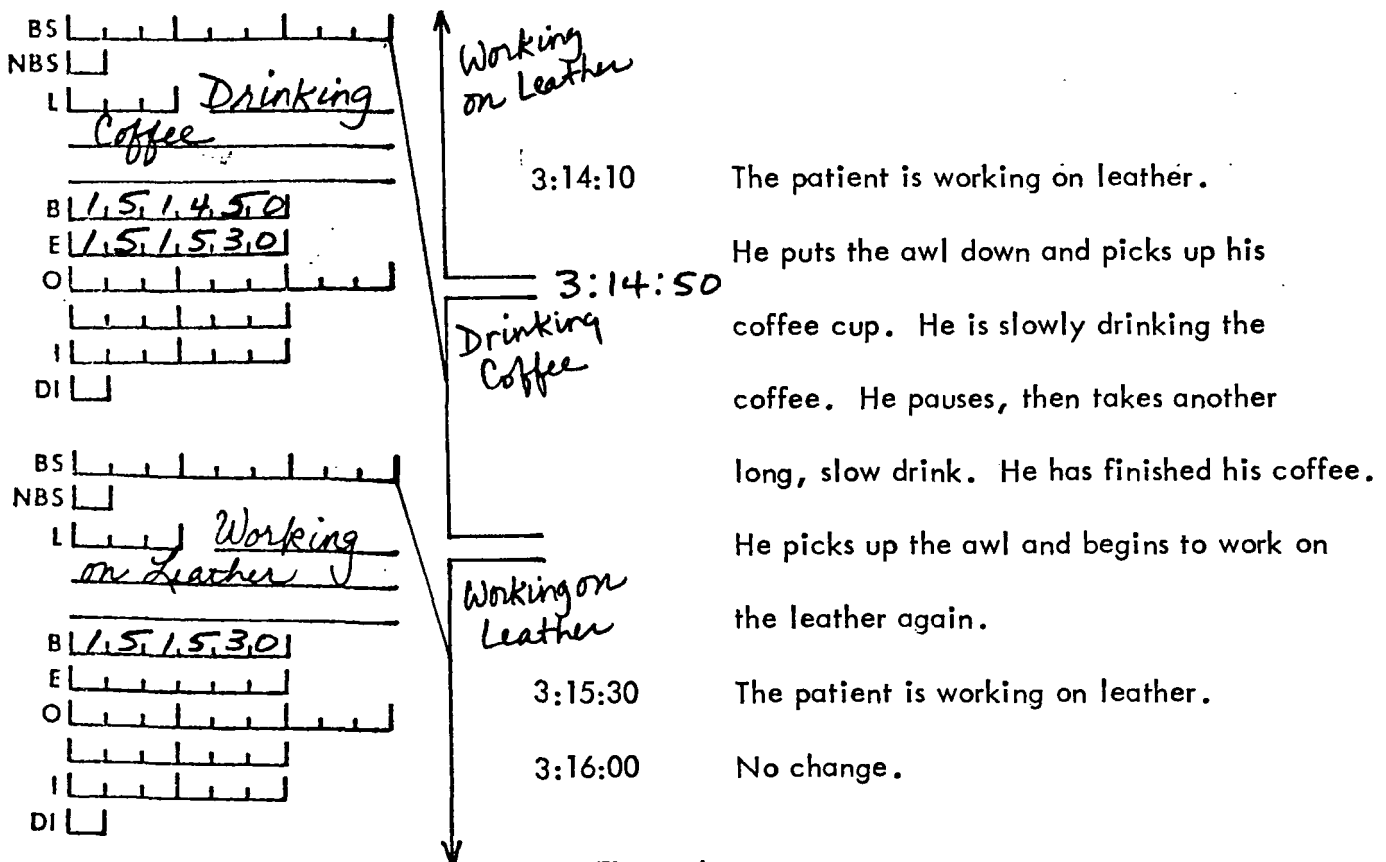 BS
NBS
L Drinking
Coffee
B 1 5 1 4 5 0
E 1 5 1 5 3 0
O
I
DI
BS
NBS
L Working
on Leather
B 1 5 1 5 3 0
E
O
I
DI
Working
on Leather
3:14:50
Drinking
Coffee
Working on
Leather
3:14:10 The patient is working on leather.
He puts the awl down and picks up his
coffee cup. He is slowly drinking the
coffee. He pauses, then takes another
long, slow drink. He has finished his coffee.
He picks up the awl and begins to work on
the leather again.
3:15:30 The patient is working on leather.
3:16:00 No change.